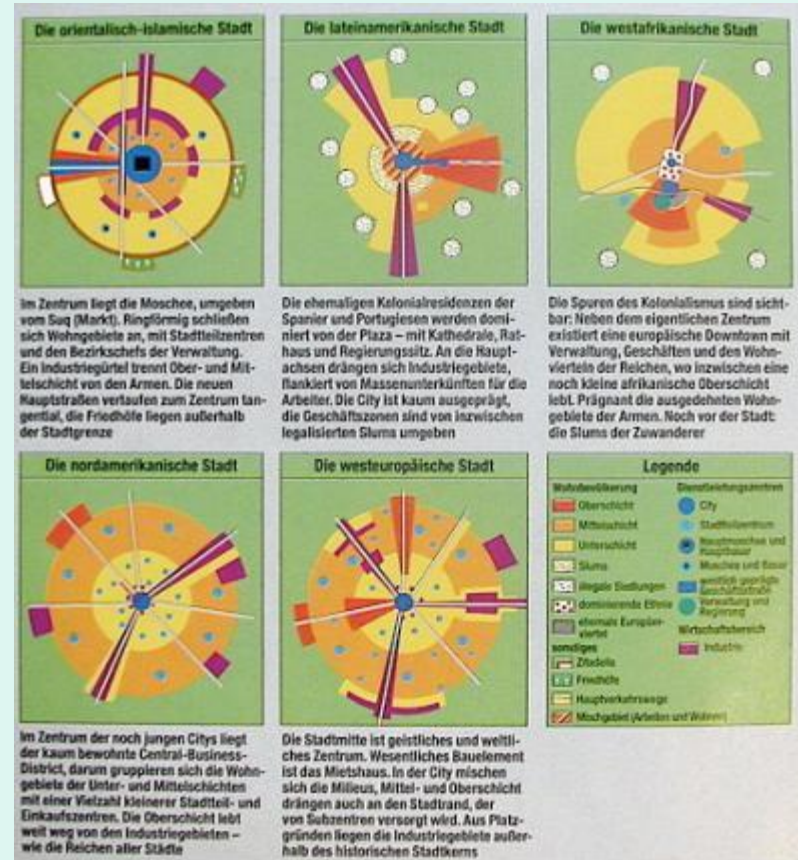 Die orientalisch-islamische Stadt
Im Zentrum liegt die Moschee, umgeben
vom Suq (Markt). Ringförmig schließen
sich Wohngebiete an, mit Stadtteilzentren
und den Bezirkschefs der Verwaltung.
Ein Industriegürtel trennt Ober- und Mit-
telschicht von den Armen. Die neuen
Hauptstraßen verlaufen zum Zentrum tan-
gential, die Friedhöfe liegen außerhalb
der Stadtgrenze
Die lateinamerikanische Stadt
Die ehemaligen Kolonialresidenzen der
Spanier und Portugiesen werden domi-
niert von der Plaza – mit Kathedrale, Rat-
haus und Regierungssitz. An die Haupt-
achsen drängen sich Industriegebiete,
flankiert von Massenunterkünften für die
Arbeiter. Die City ist kaum ausgeprägt,
die Geschäftszonen sind von inzwischen
legalisierten Slums umgeben
Die westafrikanische Stadt
Die Spuren des Kolonialismus sind sicht-
bar: Neben dem eigentlichen Zentrum
existiert eine europäische Downtown mit
Verwaltung, Geschäften und den Wohn-
vierteln der Reichen, wo inzwischen eine
noch kleine afrikanische Oberschicht
lebt. Prägnant die ausgedehnten Wohn-
gebiete der Armen. Noch vor der Stadt:
die Slums der Zuwanderer
Die nordamerikanische Stadt
Im Zentrum der noch jungen Citys liegt
der kaum bewohnte Central-Business-
District, darum gruppieren sich die Wohn-
gebiete der Unter- und Mittelschichten
mit einer Vielzahl kleinerer Stadtteil- und
Einkaufszentren. Die Oberschicht lebt
weit weg von den Industriegebieten –
wie die Reichen aller Städte
Die westeuropäische Stadt
Die Stadtmitte ist geistliches und weltli-
ches Zentrum. Wesentliches Bauelement
ist das Mietshaus. In der City mischen
sich die Milieus, Mittel- und Oberschicht
drängen auch an den Stadtrand, der
von Subzentren versorgt wird. Aus Platz-
gründen liegen die Industriegebiete außer-
halb des historischen Stadtkerns
Legende
Wohnbevölkerung
Oberschicht
Mittelschicht
Unterschicht
Slums
illegale Siedlungen
dominierende Ethnie
ehemals Europäer-
viertel
sonstiges
Zitadelle
Friedhöfe
Hauptverkehrswege
Mischgebiet (Arbeiten und Wohnen)
Dienstleistungszentren
City
Stadtteilzentrum
Hauptmoschee und
Hauptbasar
Moschee und Basar
westlich geprägte
Geschäftsstraße
Verwaltung und
Regierung
Wirtschaftsbereich
Industrie